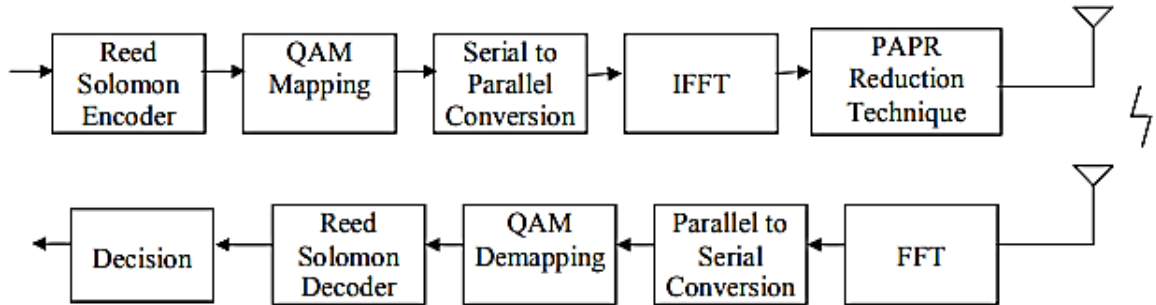 Reed
Solomon
Encoder
QAM
Mapping
Serial to
Parallel
Conversion
IFFT
PAPR
Reduction
Technique
Decision
Reed
Solomon
Decoder
QAM
Demapping
Parallel to
Serial
Conversion
FFT